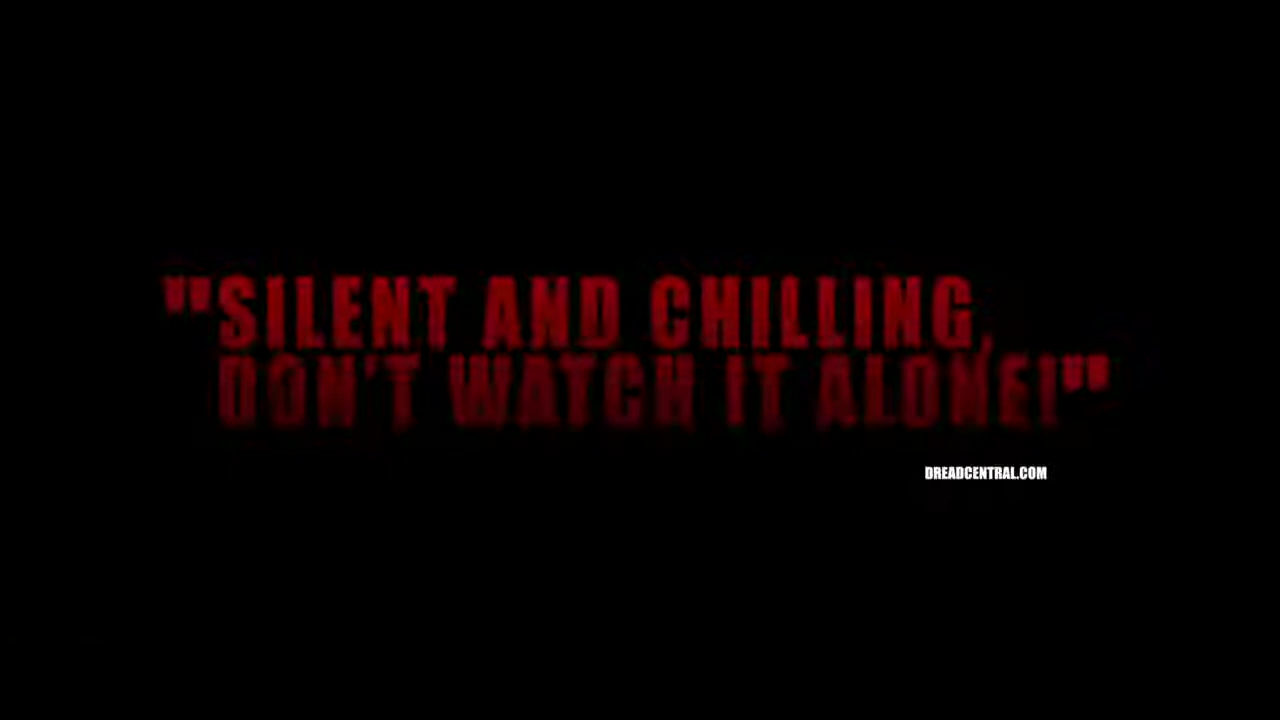 "SILENT AND CHILLING,
DON'T WATCH IT ALONE!"
DREADCENTRAL.COM